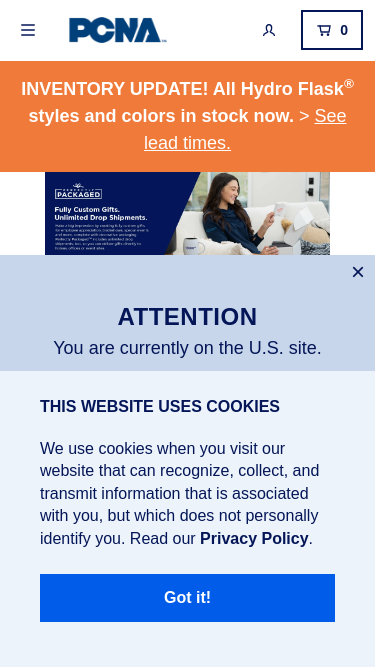 PCNA
0
INVENTORY UPDATE! All Hydro Flask®
styles and colors in stock now. > See
lead times.
PERFECTLY
PACKAGED
Fully Custom Gifts.
Unlimited Drop Shipments.
ATTENTION
You are currently on the U.S. site.
THIS WEBSITE USES COOKIES
We use cookies when you visit our
website that can recognize, collect, and
transmit information that is associated
with you, but which does not personally
identify you. Read our Privacy Policy.
Got it!